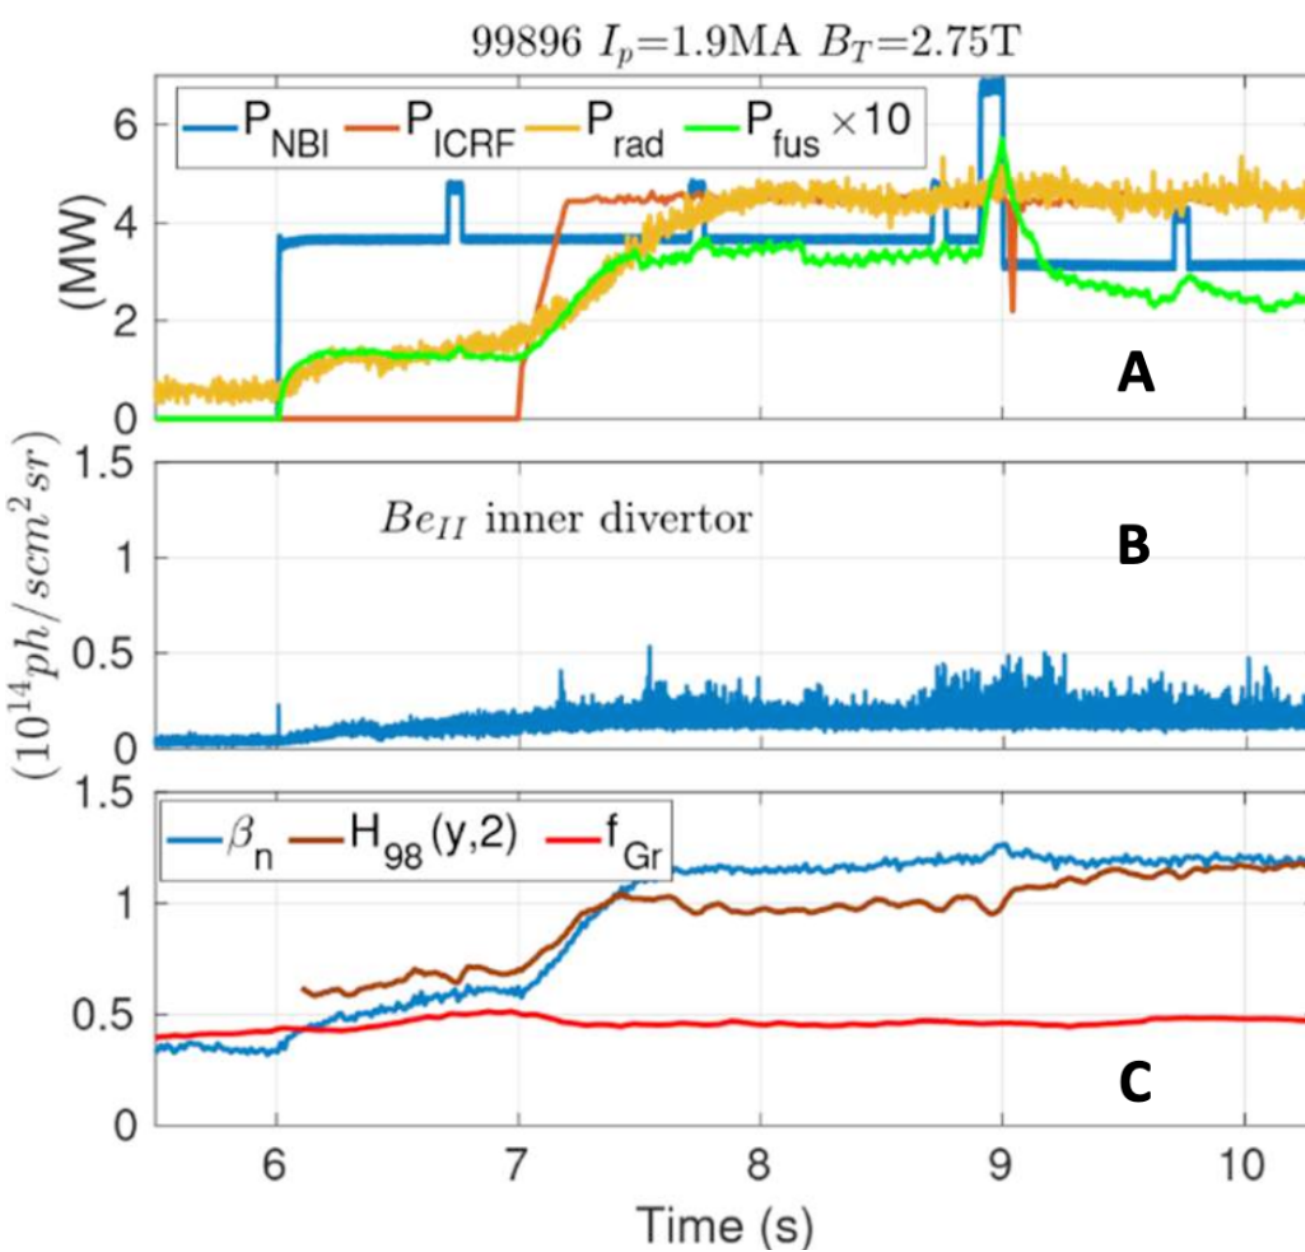 99896 I_p=1.9MA B_T=2.75T
P_NBI P_ICRF P_rad P_fus ×10
6
4
2
0
(MW)
A
1.5
1
0.5
0
(10^14 ph/scm^2 sr)
Be_II inner divertor
B
1.5
1
0.5
0
β_n H_98(y,2) f_Gr
C
6 7 8 9 10
Time (s)